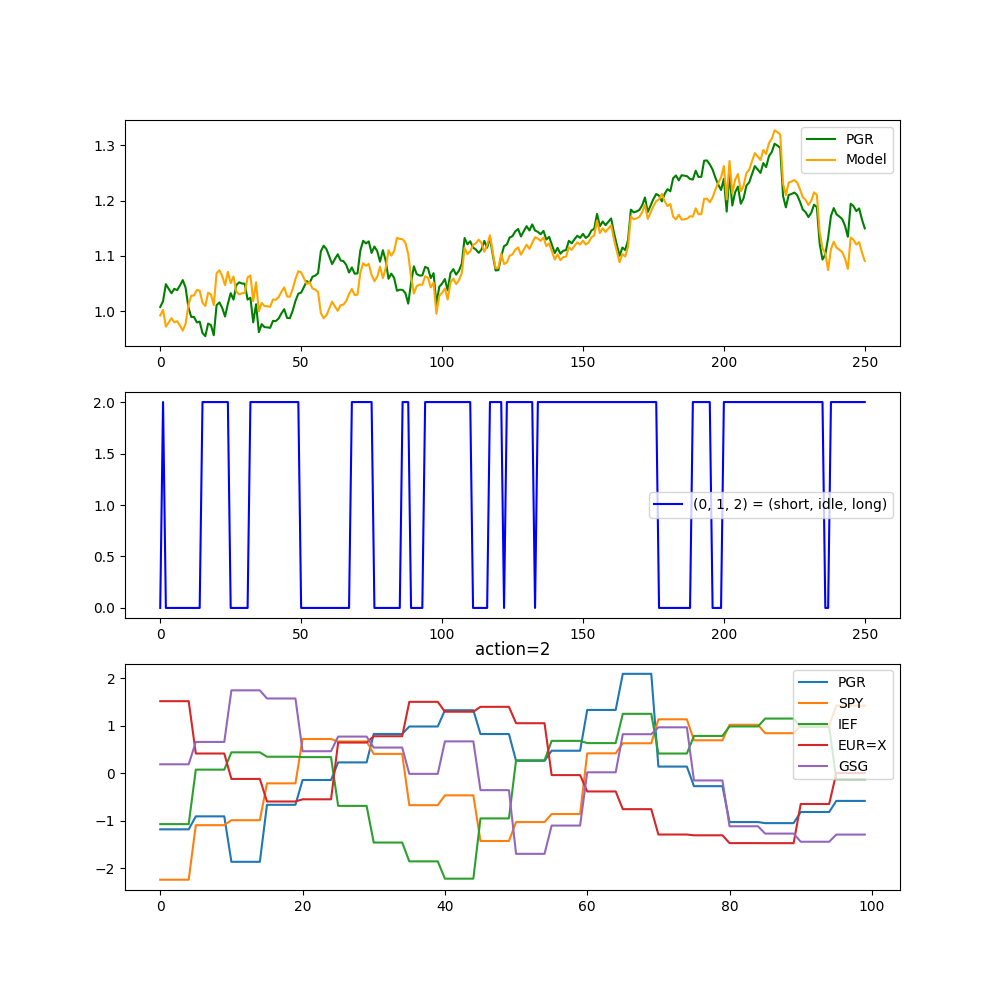 1.3
1.2
1.1
1.0
PGR
Model
0 50 100 150 200 250
2.0
1.5
1.0
0.5
0.0
(0, 1, 2) = (short, idle, long)
0 50 100 150 200 250
action=2
2
1
0
−1
−2
PGR
SPY
IEF
EUR=X
GSG
0 20 40 60 80 100